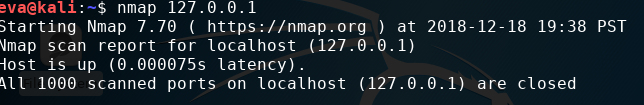 eva@kali:~$ nmap 127.0.0.1
Starting Nmap 7.70 ( https://nmap.org ) at 2018-12-18 19:38 PST
Nmap scan report for localhost (127.0.0.1)
Host is up (0.000075s latency).
All 1000 scanned ports on localhost (127.0.0.1) are closed